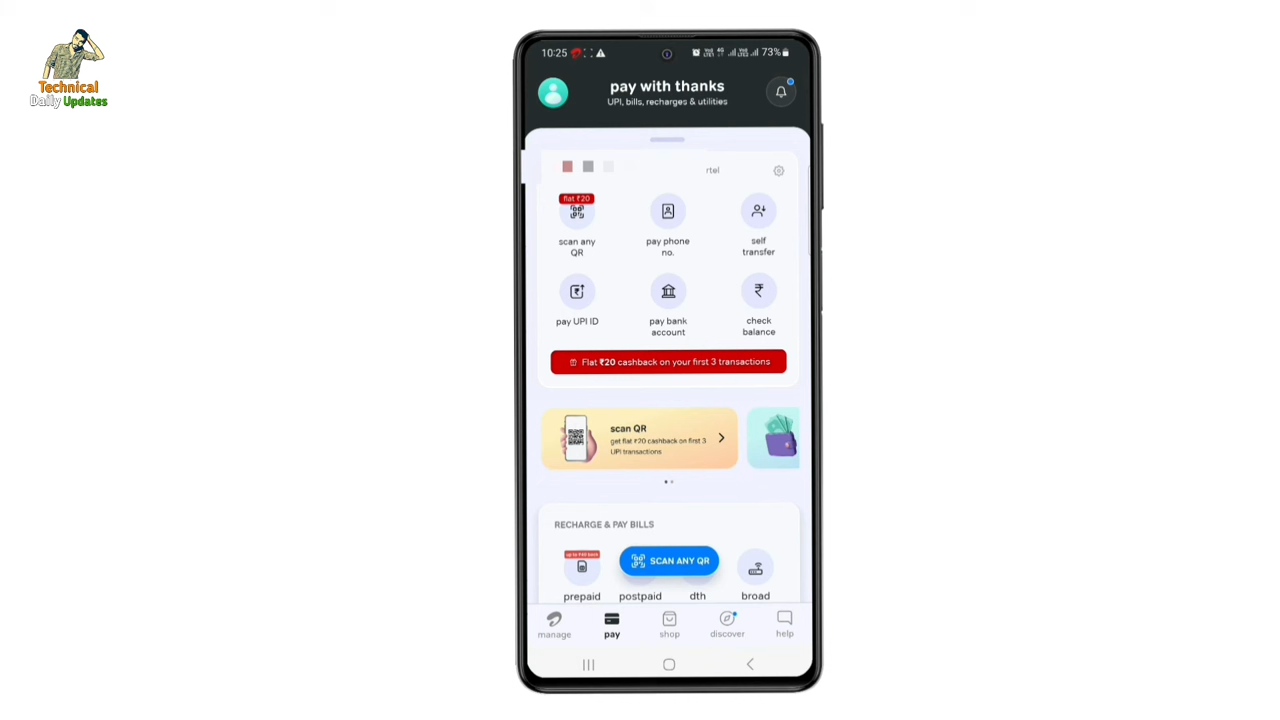 Technical
Daily Updates
10:25
73%
pay with thanks
UPI, bills, recharges & utilities
rtel
flat ₹20
scan any
QR
pay phone
no.
self
transfer
pay UPI ID
pay bank
account
check
balance
Flat ₹20 cashback on your first 3 transactions
scan QR
get flat ₹20 cashback on first 3
UPI transactions
RECHARGE & PAY BILLS
SCAN ANY QR
prepaid
postpaid
dth
broad
manage
pay
shop
discover
help